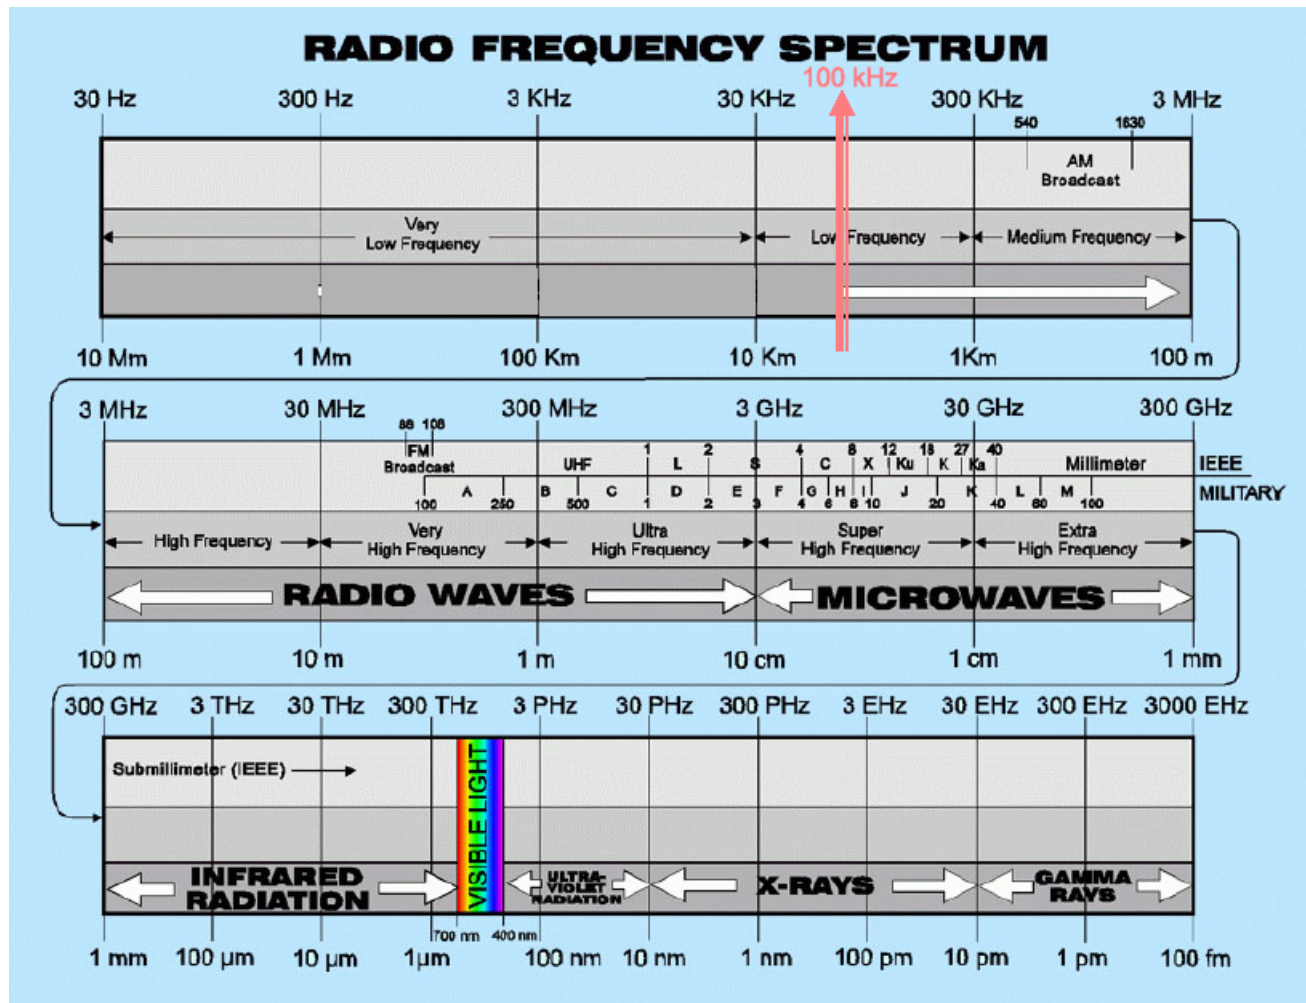 RADIO FREQUENCY SPECTRUM
100 kHz
30 Hz 300 Hz 3 KHz 30 KHz 300 KHz 3 MHz
540 1630
AM
Broadcast
Very
Low Frequency
Low Frequency
Medium Frequency
10 Mm 1 Mm 100 Km 10 Km 1Km 100 m
3 MHz 30 MHz 300 MHz 3 GHz 30 GHz 300 GHz
88 108
FM
Broadcast
1 2 4 8 12 18 27 40
UHF L S C X Ku K Ka Millimeter IEEE
A B C D E F G H I J K L M MILITARY
100 250 500 1 2 3 4 6 8 10 20 40 60 100
High Frequency
Very
High Frequency
Ultra
High Frequency
Super
High Frequency
Extra
High Frequency
RADIO WAVES MICROWAVES
100 m 10 m 1 m 10 cm 1 cm 1 mm
300 GHz 3 THz 30 THz 300 THz 3 PHz 30 PHz 300 PHz 3 EHz 30 EHz 300 EHz 3000 EHz
Submillimeter (IEEE)
VISIBLE LIGHT
INFRARED
RADIATION
ULTRA-
VIOLET
RADIATION
X-RAYS
GAMMA
RAYS
700 nm 400 nm
1 mm 100 µm 10 µm 1µm 100 nm 10 nm 1 nm 100 pm 10 pm 1 pm 100 fm